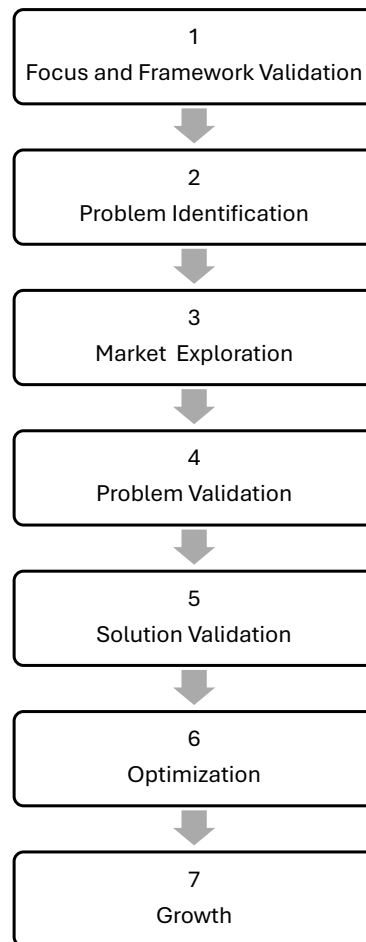 1
Focus and Framework Validation
2
Problem Identification
3
Market Exploration
4
Problem Validation
5
Solution Validation
6
Optimization
7
Growth